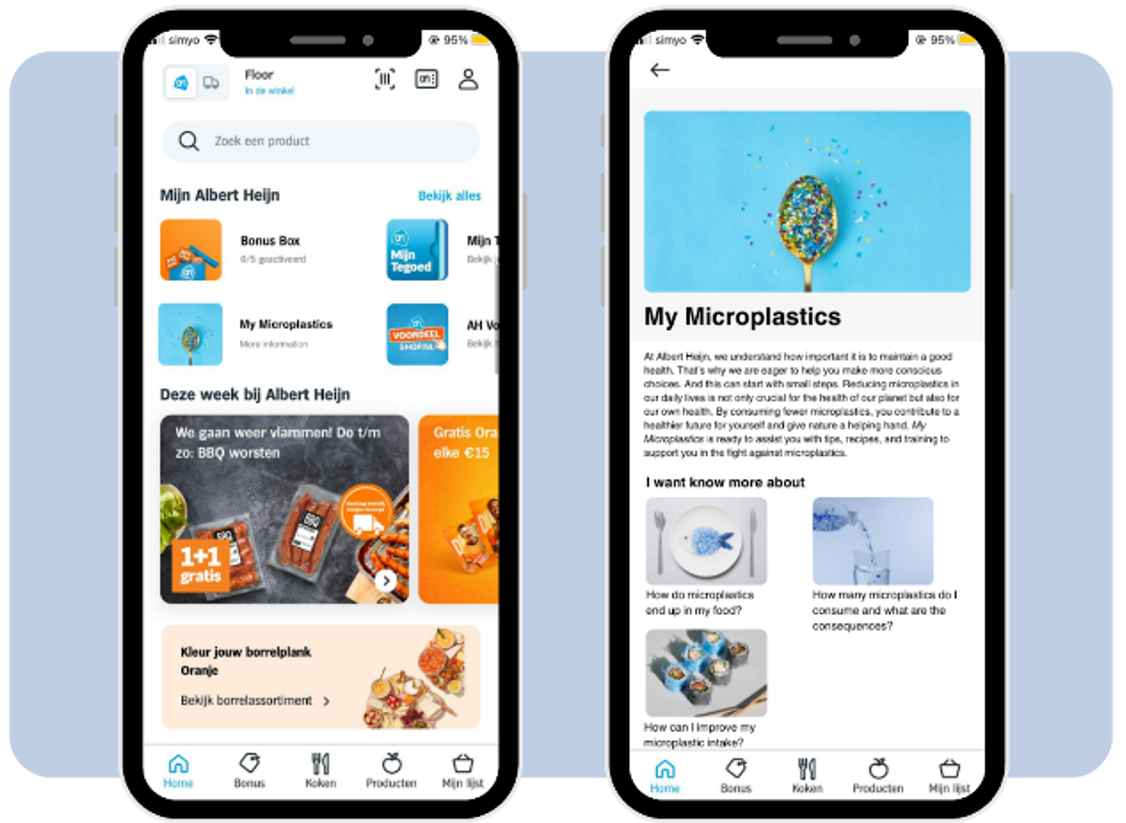 simyo
95%
Floor
In de winkel
Zoek een product
Mijn Albert Heijn
Bekijk alles
Bonus Box
0/5 geactiveerd
Mijn
Tegoed
Mijn T
Bekijk
My Microplastics
More information
VOORDEEL
SHOP.NL
AH Vo
Bekijk
Deze week bij Albert Heijn
We gaan weer vlammen! Do t/m
zo: BBQ worsten
BBQ
BBQ
1+1
gratis
Gratis Ora
elke €15
Kleur jouw borrelplank
Oranje
Bekijk borrelassortiment
Home
Bonus
Koken
Producten
Mijn lijst
simyo
95%
My Microplastics
At Albert Heijn, we understand how important it is to maintain a good
health. That's why we are eager to help you make more conscious
choices. And this can start with small steps. Reducing microplastics in
our daily lives is not only crucial for the health of our planet but also for
our own health. By consuming fewer microplastics, you contribute to a
healthier future for yourself and give nature a helping hand. My
Microplastics is ready to assist you with tips, recipes, and training to
support you in the fight against microplastics.
I want know more about
How do microplastics
end up in my food?
How many microplastics do I
consume and what are the
consequences?
How can I improve my
microplastic intake?
Home
Bonus
Koken
Producten
Mijn lijst